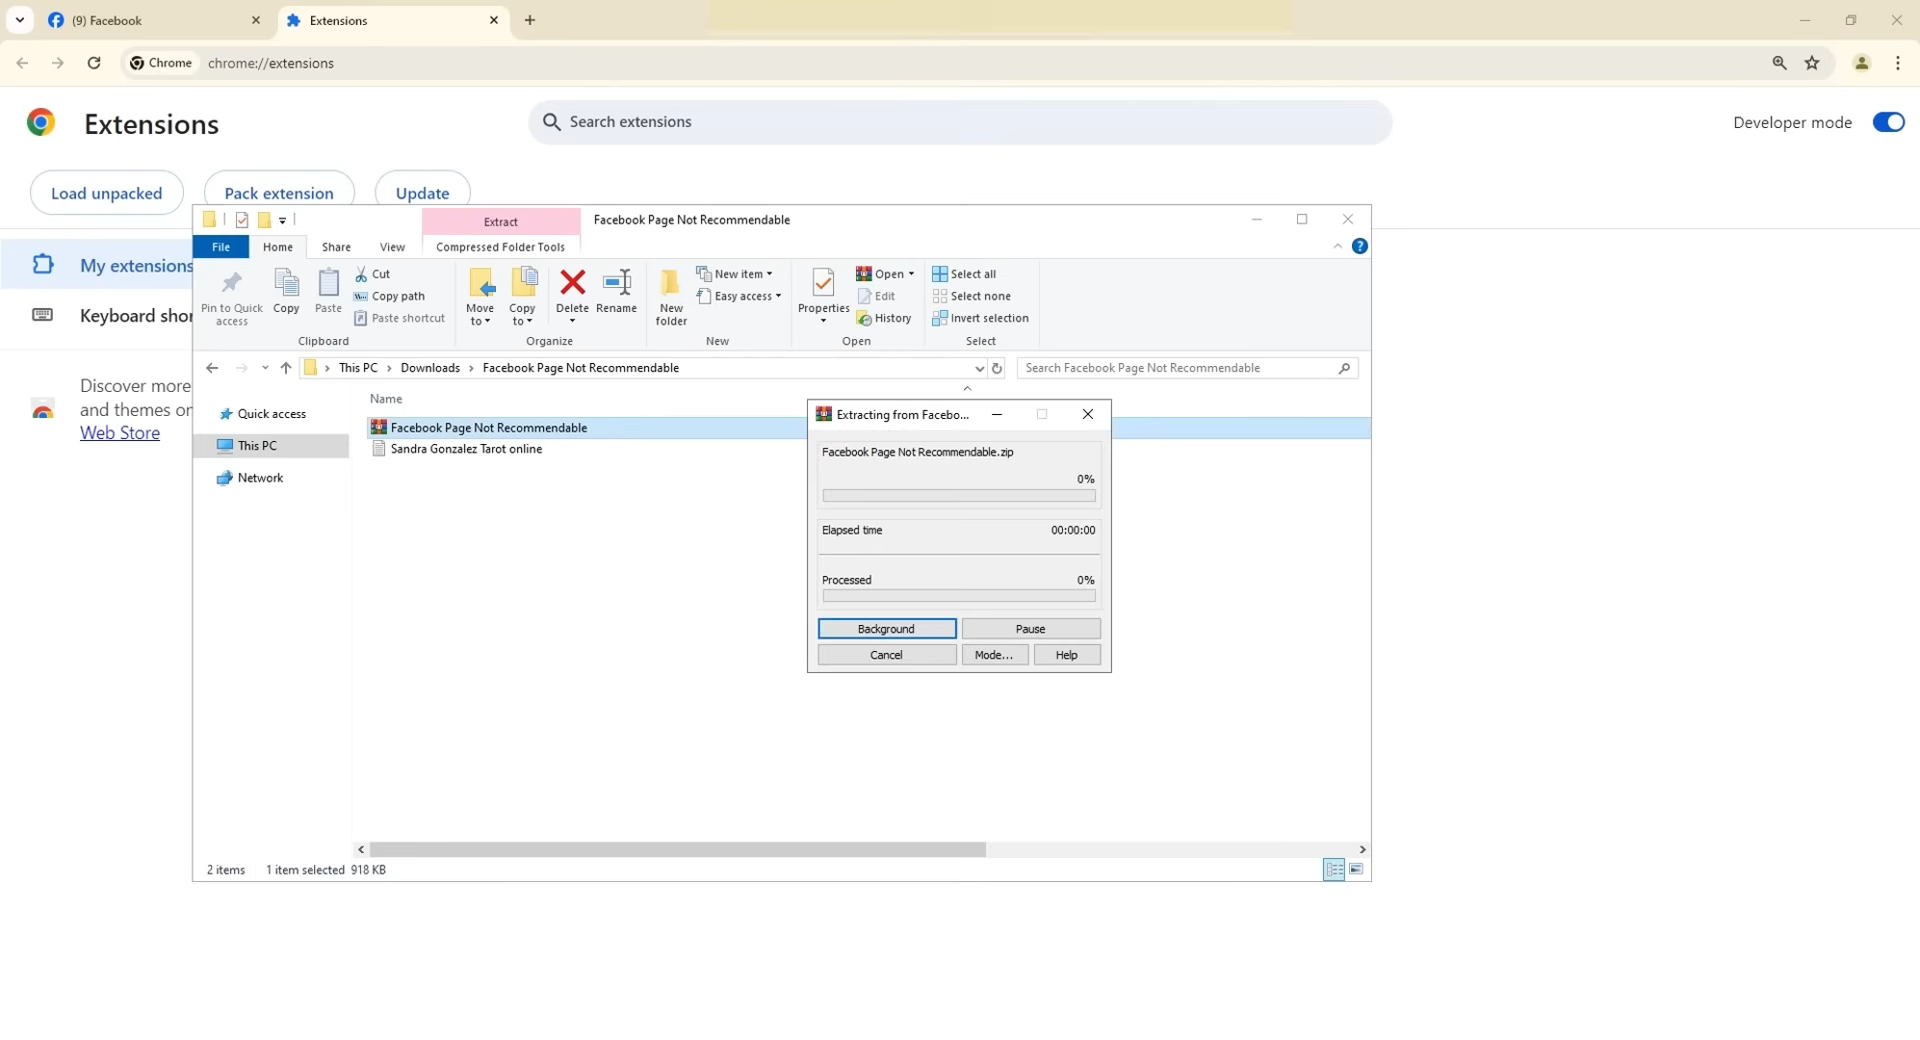 (9) Facebook
Extensions
Chrome
chrome://extensions
Extensions
Search extensions
Developer mode
Load unpacked
Pack extension
Update
My extensions
Keyboard shor
Discover more
and themes on
Web Store
Extract
Facebook Page Not Recommendable
File
Home
Share
View
Compressed Folder Tools
Pin to Quick
access
Copy
Paste
Cut
Copy path
Paste shortcut
Clipboard
Move
to
Copy
to
Delete
Rename
Organize
New
folder
New item
Easy access
New
Properties
Open
Edit
History
Open
Select all
Select none
Invert selection
Select
This PC > Downloads > Facebook Page Not Recommendable
Search Facebook Page Not Recommendable
Quick access
This PC
Network
Name
Facebook Page Not Recommendable
Sandra Gonzalez Tarot online
Extracting from Facebo...
Facebook Page Not Recommendable.zip
0%
Elapsed time 00:00:00
Processed 0%
Background
Pause
Cancel
Mode...
Help
2 items 1 item selected 918 KB